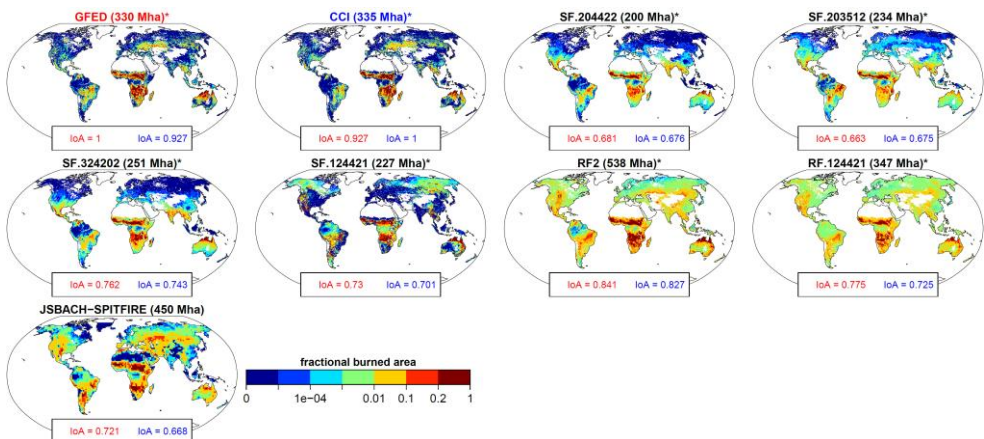 GFED (330 Mha)*
IoA = 1 IoA = 0.927
CCI (335 Mha)*
IoA = 0.927 IoA = 1
SF.204422 (200 Mha)*
IoA = 0.681 IoA = 0.676
SF.203512 (234 Mha)*
IoA = 0.663 IoA = 0.675
SF.324202 (251 Mha)*
IoA = 0.762 IoA = 0.743
SF.124421 (227 Mha)*
IoA = 0.73 IoA = 0.701
RF2 (538 Mha)*
IoA = 0.841 IoA = 0.827
RF.124421 (347 Mha)*
IoA = 0.775 IoA = 0.725
JSBACH−SPITFIRE (450 Mha)
IoA = 0.721 IoA = 0.668
fractional burned area
0 1e−04 0.01 0.1 0.2 1